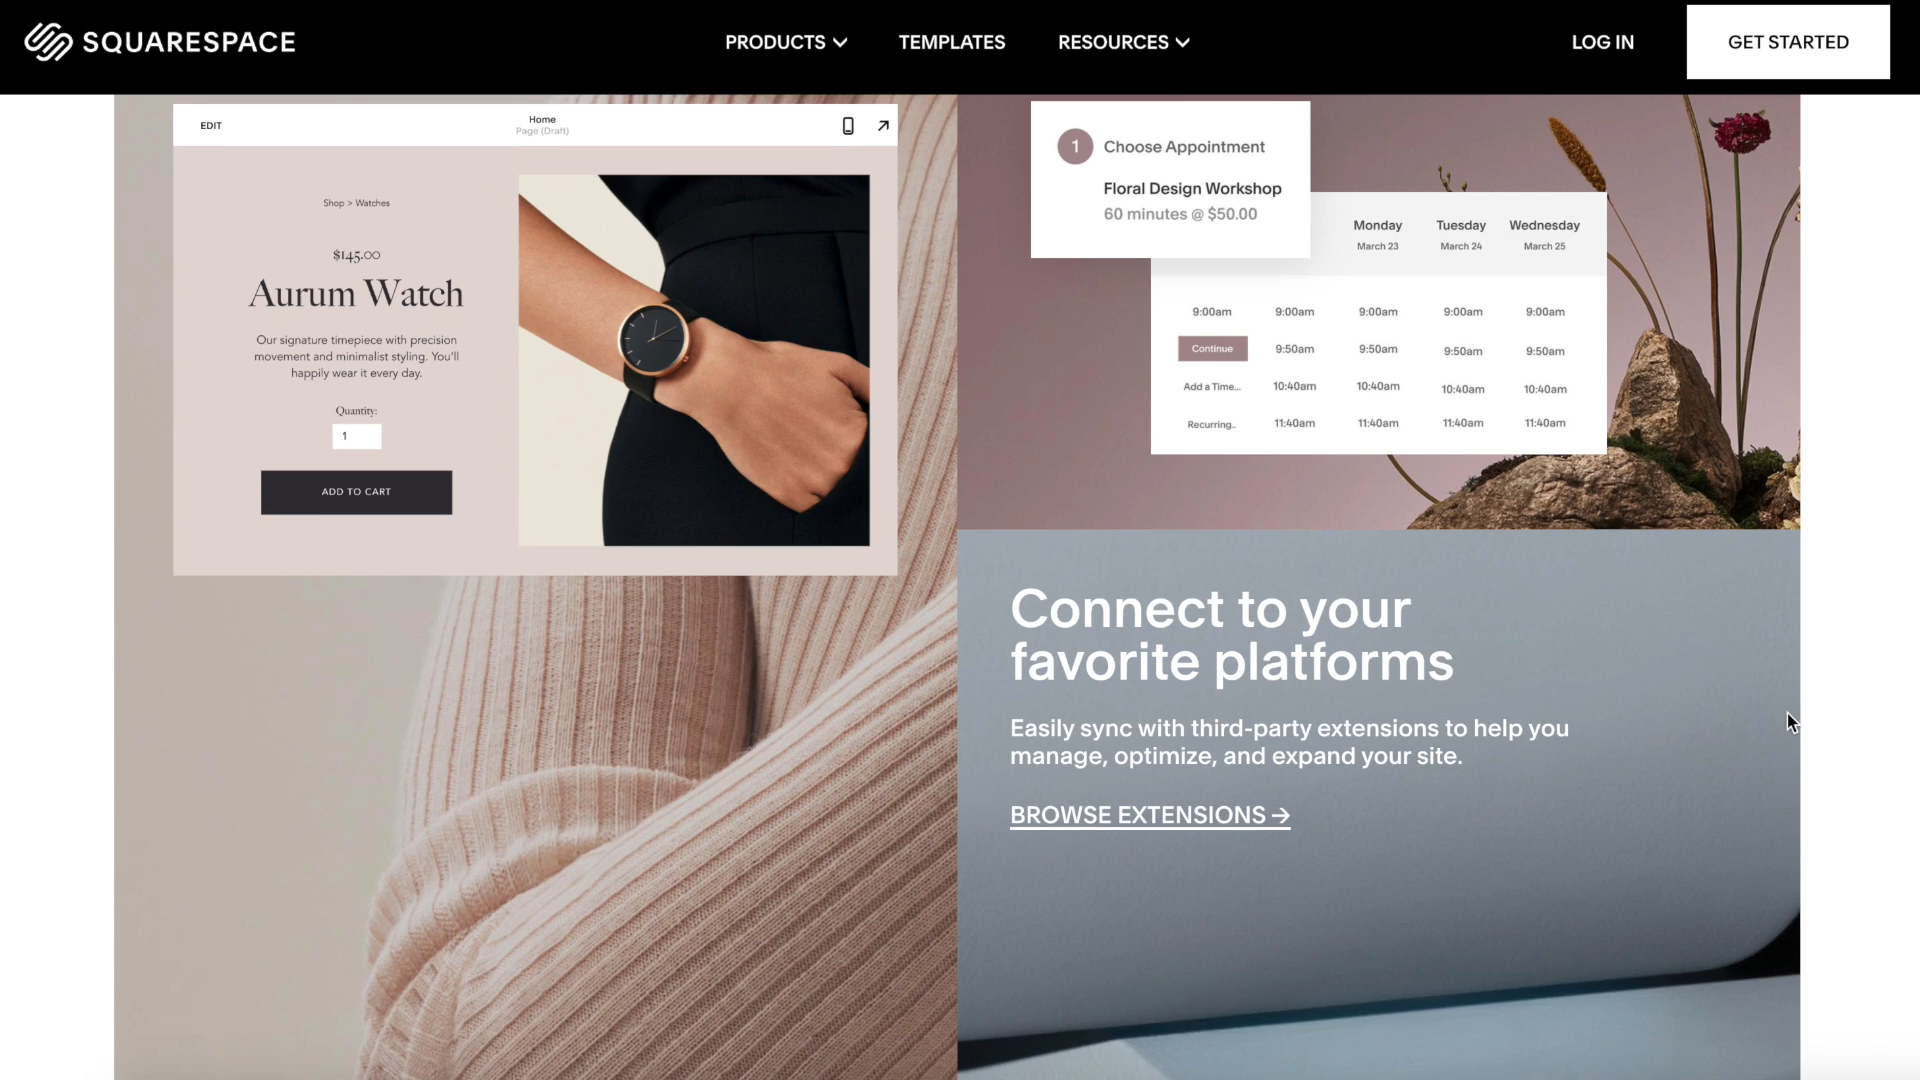 SQUARESPACE
PRODUCTS
TEMPLATES
RESOURCES
LOG IN
GET STARTED
EDIT
Home
Page (Draft)
Shop > Watches
$145.00
Aurum Watch
Our signature timepiece with precision
movement and minimalist styling. You'll
happily wear it every day.
Quantity:
1
ADD TO CART
1 Choose Appointment
Floral Design Workshop
60 minutes @ $50.00
Monday Tuesday Wednesday
March 23 March 24 March 25
9:00am 9:00am 9:00am 9:00am 9:00am
Continue 9:50am 9:50am 9:50am 9:50am
Add a Time... 10:40am 10:40am 10:40am 10:40am
Recurring.. 11:40am 11:40am 11:40am 11:40am
Connect to your
favorite platforms
Easily sync with third-party extensions to help you
manage, optimize, and expand your site.
BROWSE EXTENSIONS →